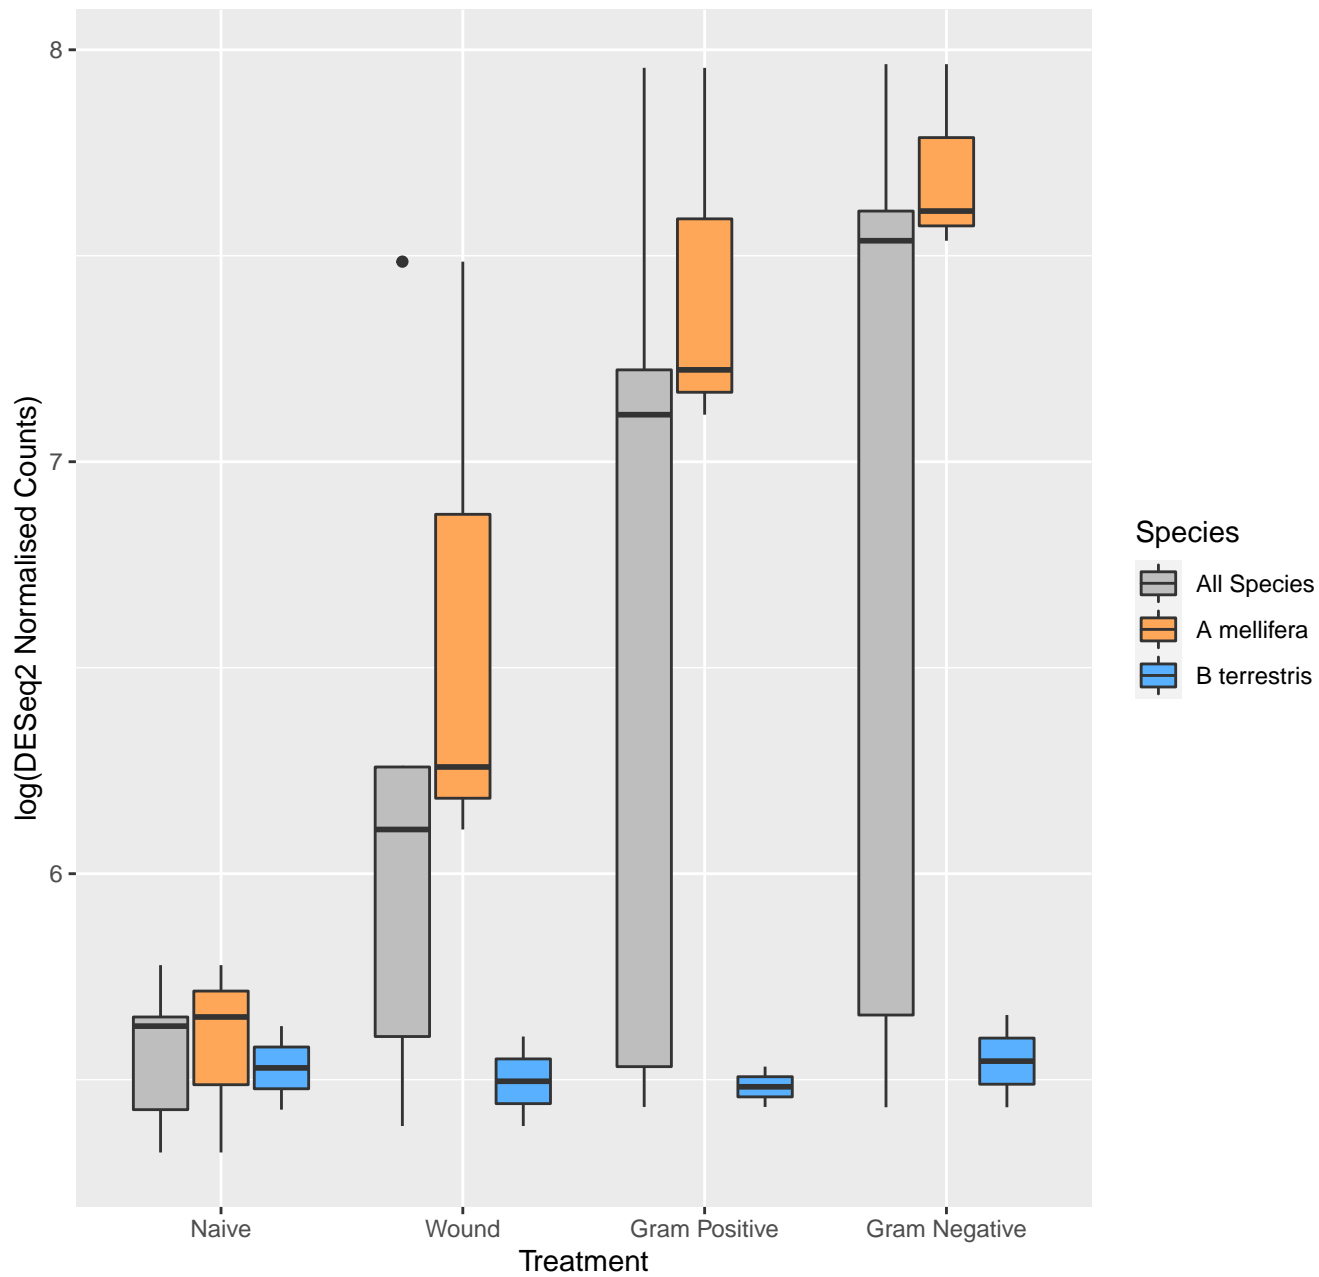 log(DESeq2 Normalised Counts)
8
7
6
Naive
Wound
Gram Positive
Gram Negative
Treatment
Species
All Species
A mellifera
B terrestris